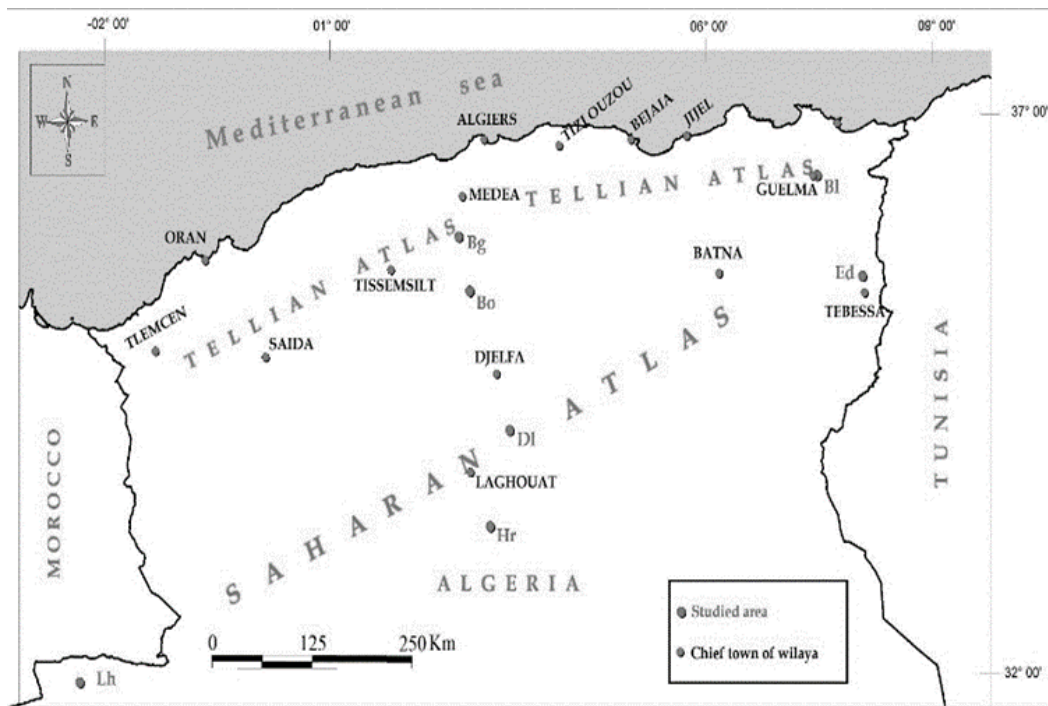 -02° 00' 01° 00' 06° 00' 08° 00'
N
W E
S
Mediterranean sea
37° 00'
ALGIERS
TIZI OUZOU
BEJAIA
JIJEL
MEDEA
TELLIAN ATLAS
GUELMA
Bl
ORAN
TELLIAN ATLAS
Bg
TISSEMSILT
Bo
BATNA
Ed
TEBESSA
TLEMCEN
SAIDA
DJELFA
Dl
SAHARAN ATLAS
LAGHOUAT
Hr
MOROCCO
TUNISIA
ALGERIA
Studied area
Chief town of wilaya
0 125 250 Km
32° 00'
Lh